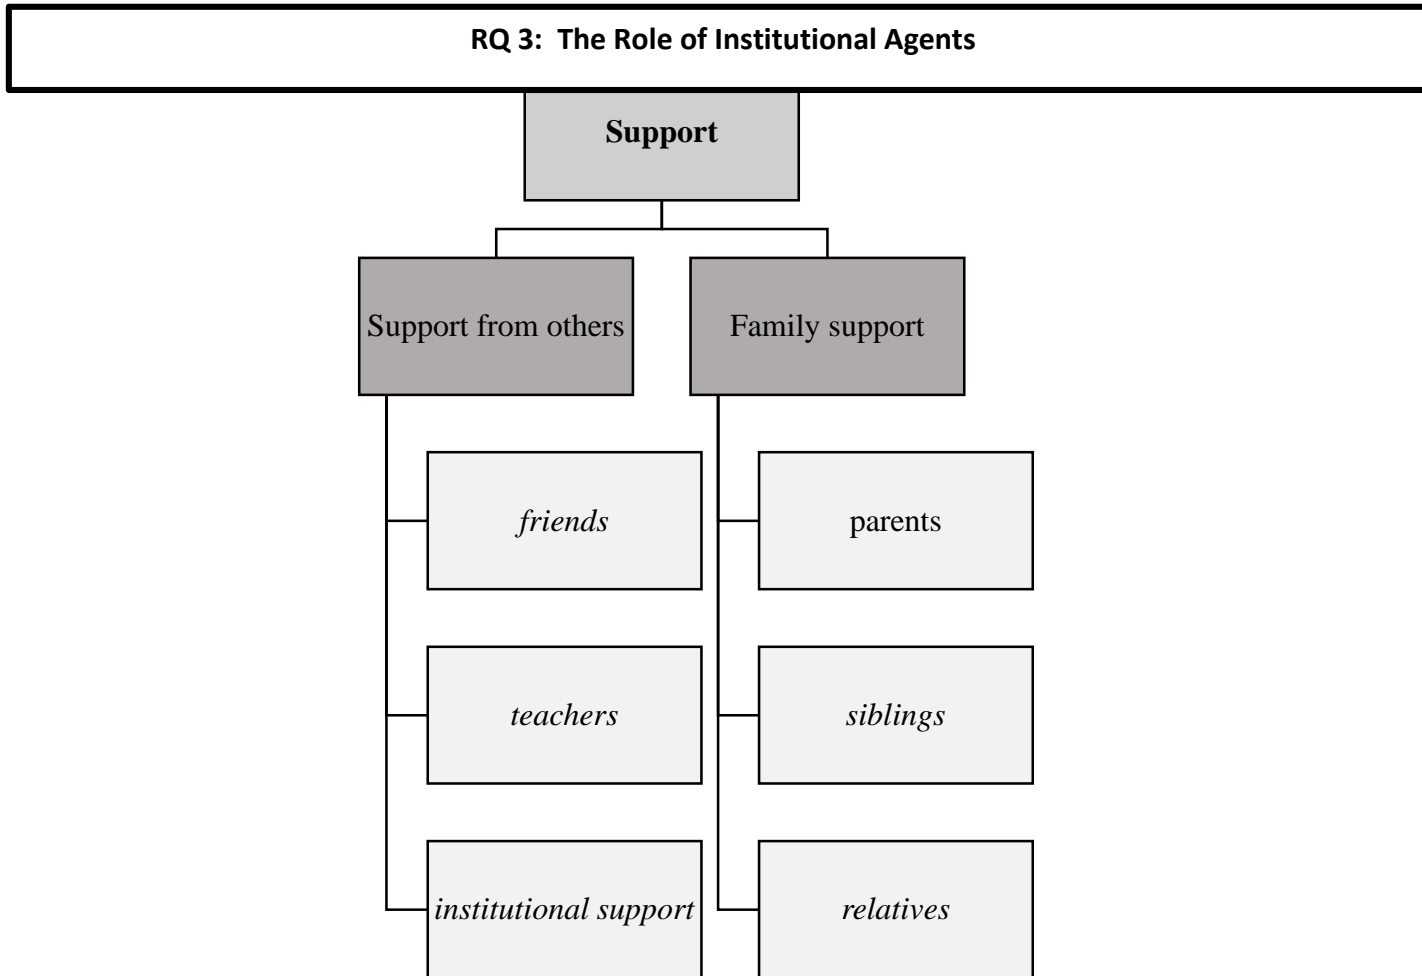 RQ 3: The Role of Institutional Agents
Support
Support from others
Family support
friends
parents
teachers
siblings
institutional support
relatives